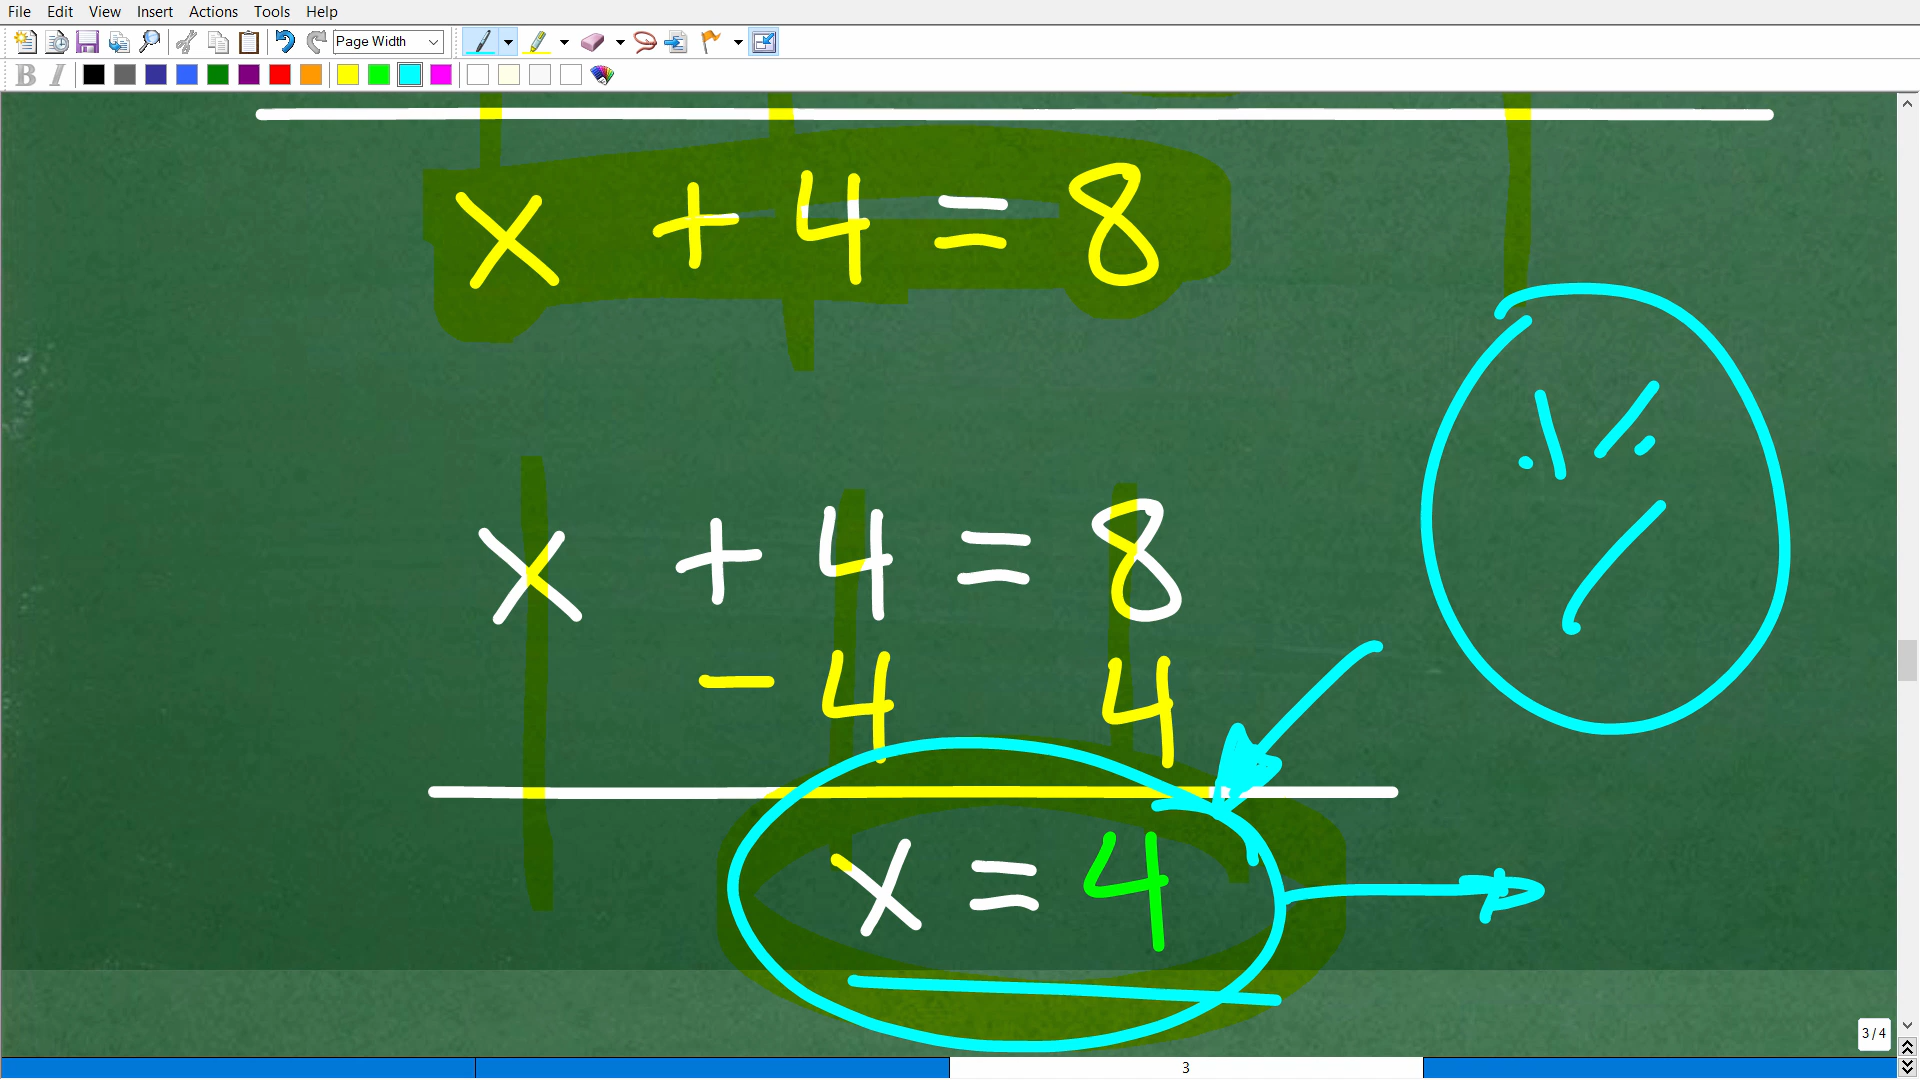 File Edit View Insert Actions Tools Help
Page Width
B I
x + 4 = 8
x + 4 = 8
- 4 4
x = 4
3 / 4
3